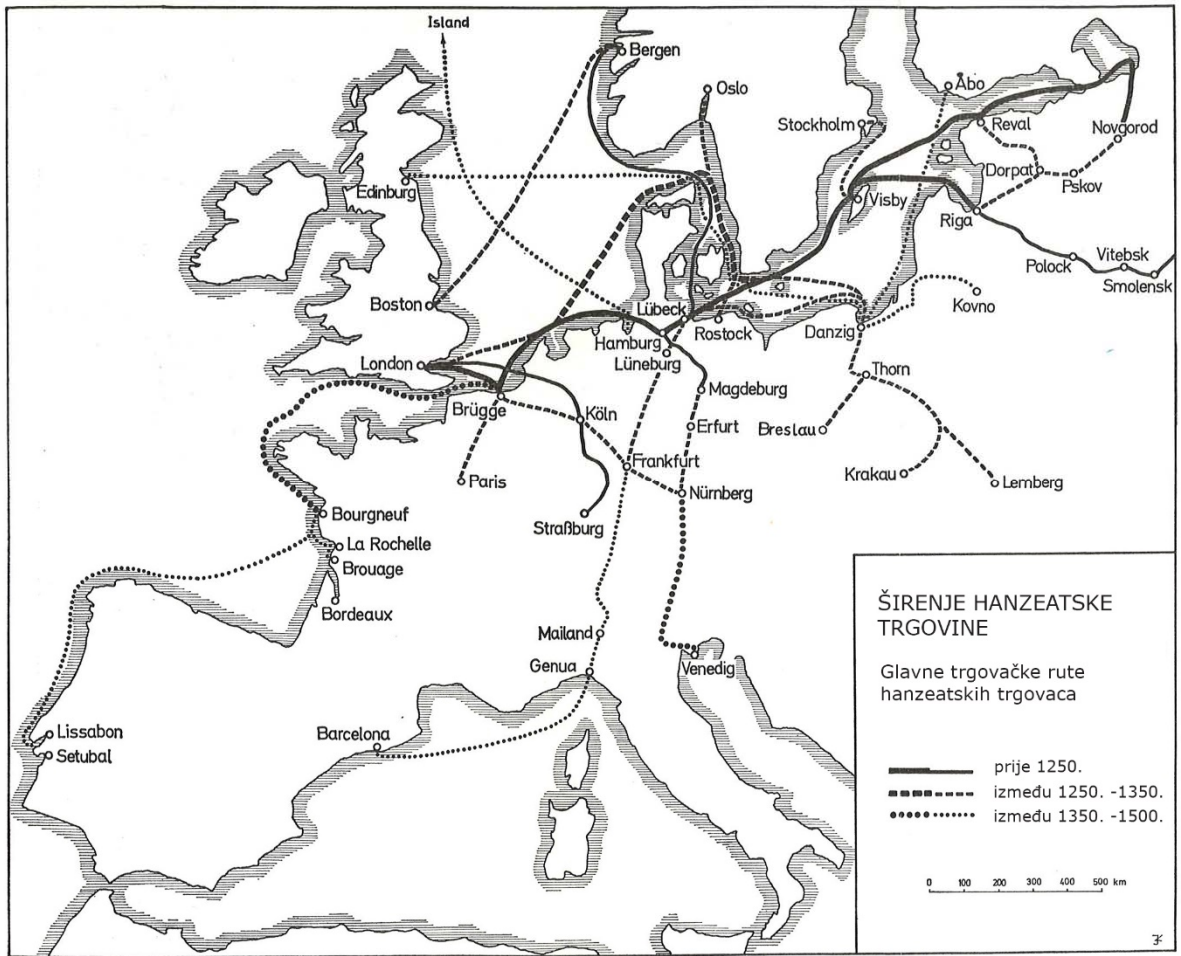 Island
Bergen
Oslo
Åbo
Stockholm
Reval
Novgorod
Edinburg
Dorpat
Pskov
Visby
Riga
Polock
Vitebsk
Smolensk
Boston
Lübeck
Rostock
Danzig
Kovno
Hamburg
Lüneburg
London
Thorn
Magdeburg
Brügge
Köln
Erfurt
Breslau
Frankfurt
Krakau
Lemberg
Paris
Nürnberg
Straßburg
Bourgneuf
La Rochelle
Brouage
Bordeaux
Mailand
Genua
Venedig
Barcelona
Lissabon
Setubal
ŠIRENJE HANZEATSKE
TRGOVINE
Glavne trgovačke rute
hanzeatskih trgovaca
prije 1250.
između 1250. -1350.
između 1350. -1500.
0 100 200 300 400 500 km